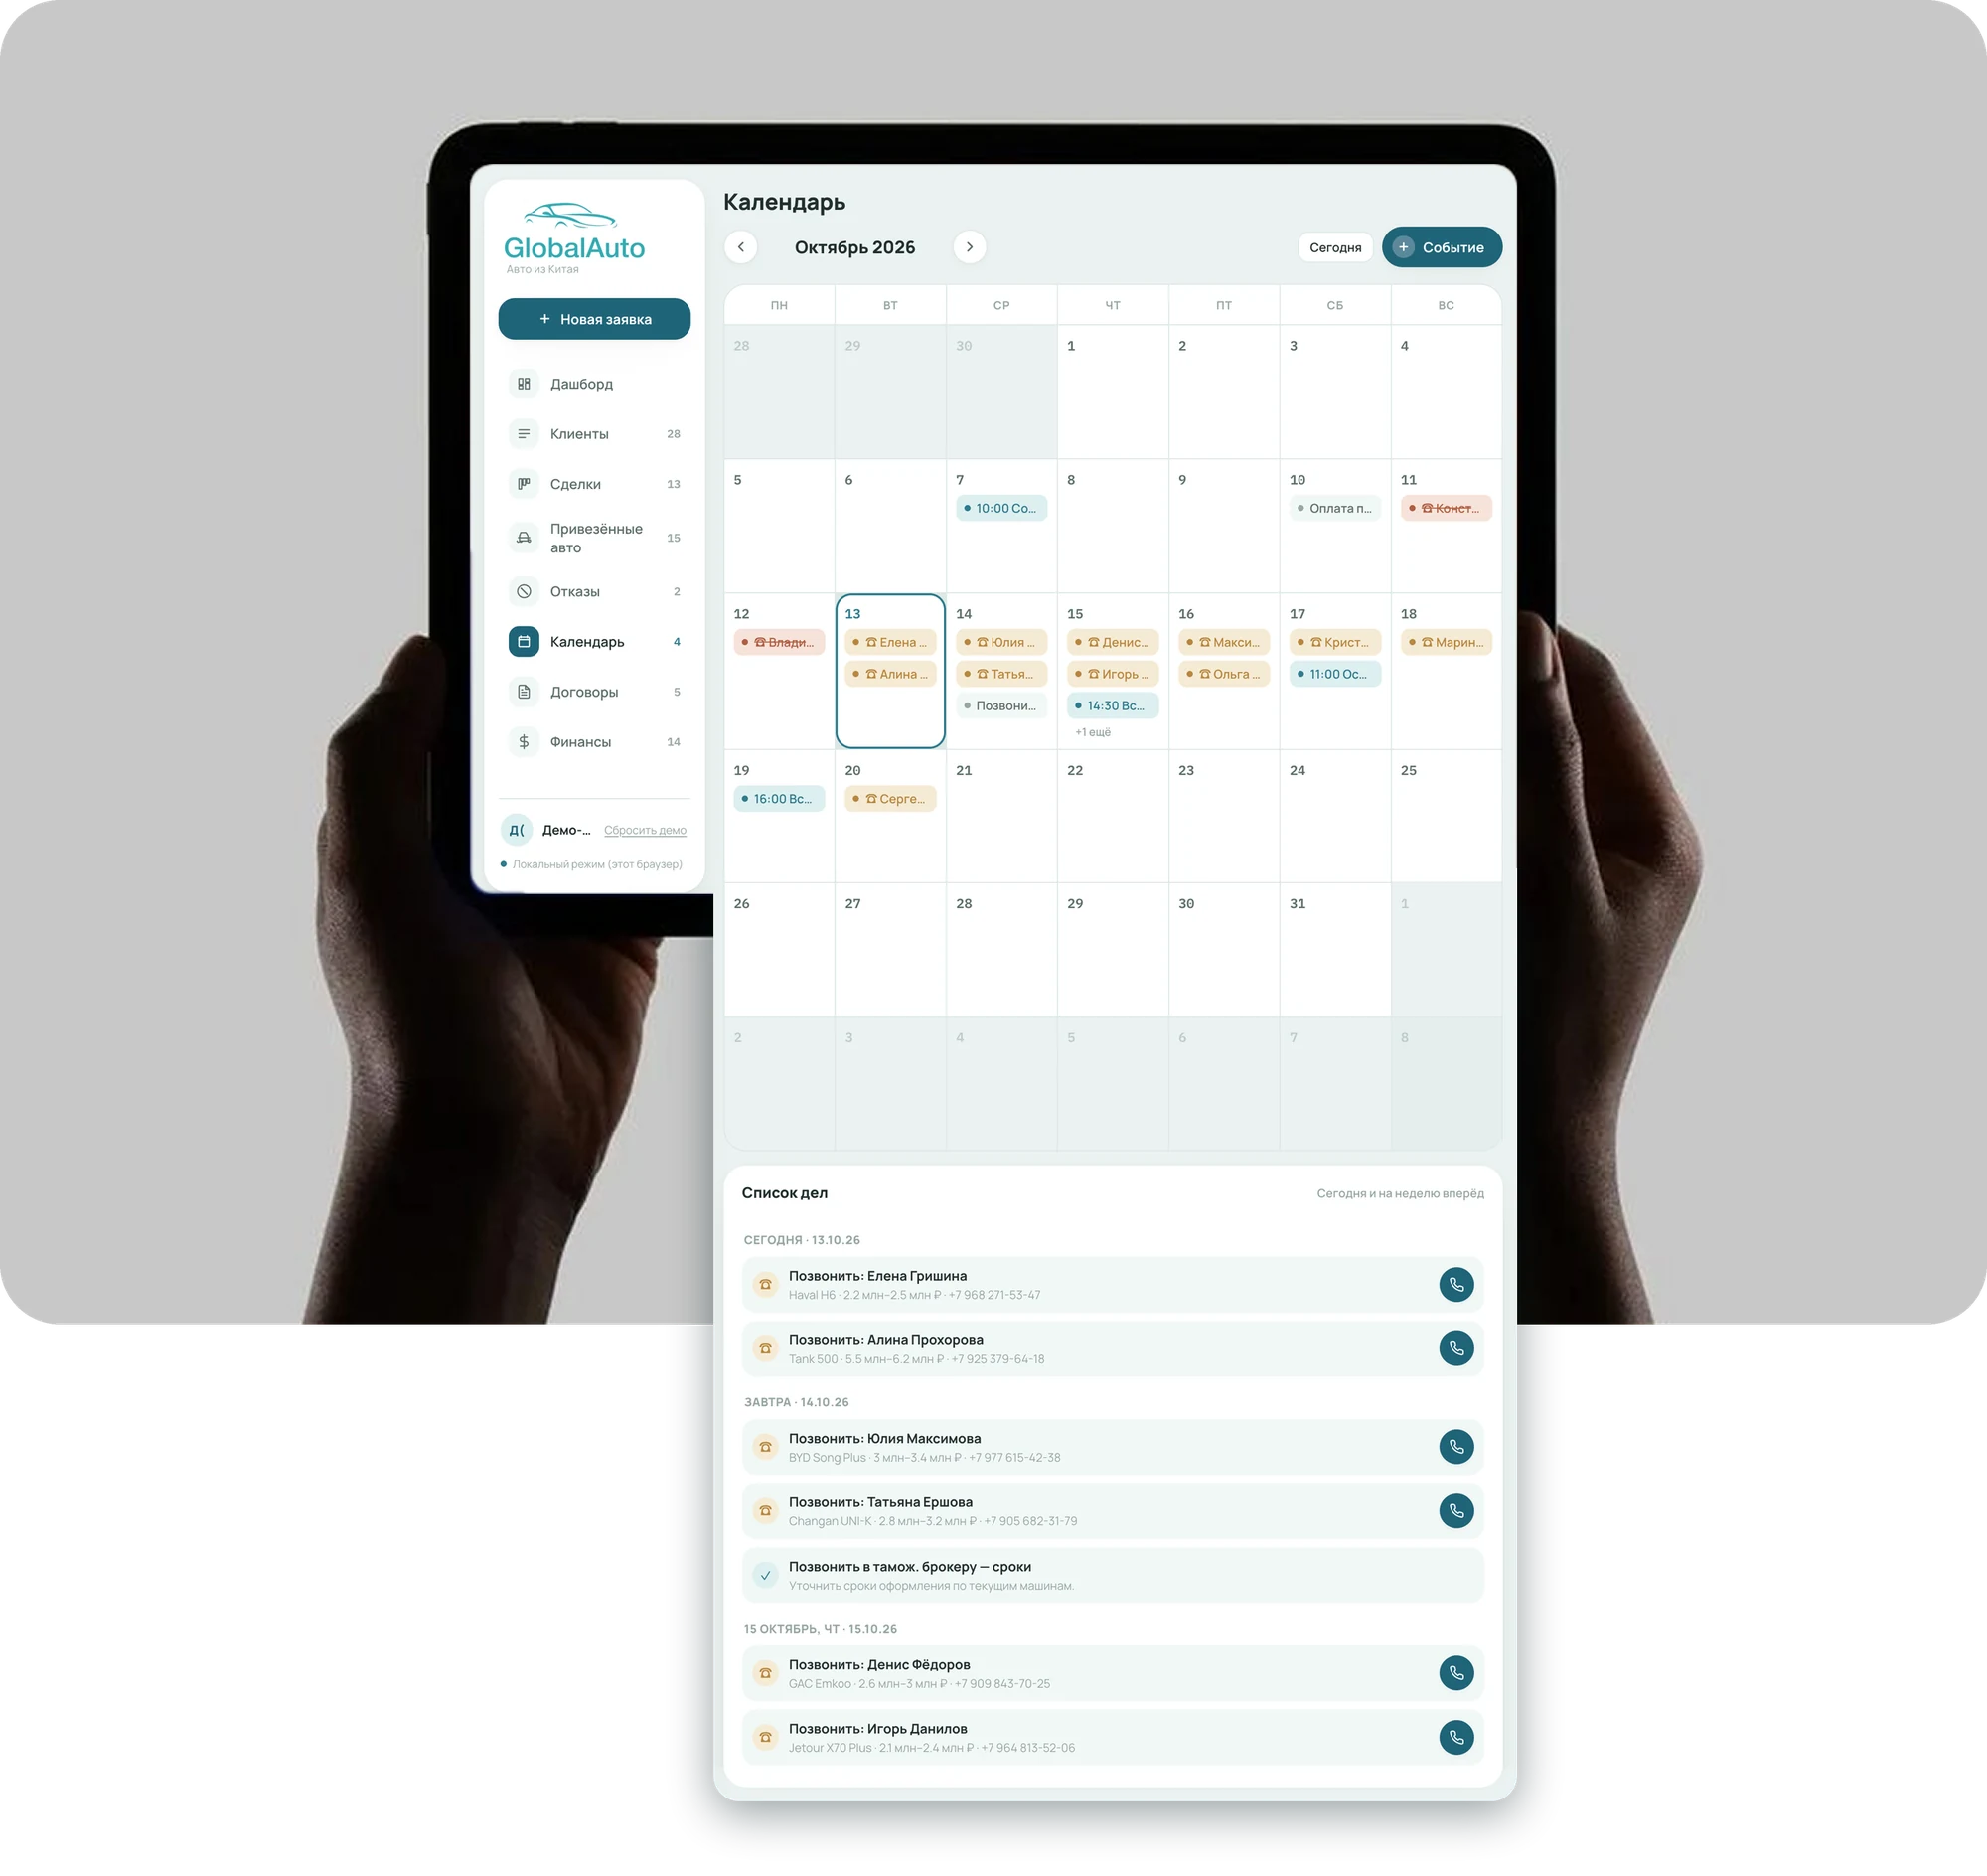 GlobalAuto
Авто из Китая
+ Новая заявка
Дашборд
Клиенты 28
Сделки 13
Привезённые
авто 15
Отказы 2
Календарь 4
Договоры 5
Финансы 14
Д( Демо-... Сбросить демо
Локальный режим (этот браузер)
Календарь
Октябрь 2026
Сегодня
+ Событие
ПН ВТ СР ЧТ ПТ СБ ВС
28 29 30 1 2 3 4
5 6 7 8 9 10 11
10:00 Со... Оплата п... Конст...
12 13 14 15 16 17 18
Влади... Елена ... Юлия ... Денис... Макси... Крист... Марин...
Алина ... Татья... Игорь ... Ольга ... 11:00 Ос...
Позвони... 14:30 Вс...
+1 ещё
19 20 21 22 23 24 25
16:00 Вс... Серге...
26 27 28 29 30 31 1
2 3 4 5 6 7 8
Список дел
Сегодня и на неделю вперёд
СЕГОДНЯ · 13.10.26
Позвонить: Елена Гришина
Haval H6 · 2.2 млн–2.5 млн ₽ · +7 968 271-53-47
Позвонить: Алина Прохорова
Tank 500 · 5.5 млн–6.2 млн ₽ · +7 925 379-64-18
ЗАВТРА · 14.10.26
Позвонить: Юлия Максимова
BYD Song Plus · 3 млн–3.4 млн ₽ · +7 977 615-42-38
Позвонить: Татьяна Ершова
Changan UNI-K · 2.8 млн–3.2 млн ₽ · +7 905 682-31-79
Позвонить в тамож. брокеру — сроки
Уточнить сроки оформления по текущим машинам.
15 ОКТЯБРЬ, ЧТ · 15.10.26
Позвонить: Денис Фёдоров
GAC Emkoo · 2.6 млн–3 млн ₽ · +7 909 843-70-25
Позвонить: Игорь Данилов
Jetour X70 Plus · 2.1 млн–2.4 млн ₽ · +7 964 813-52-06